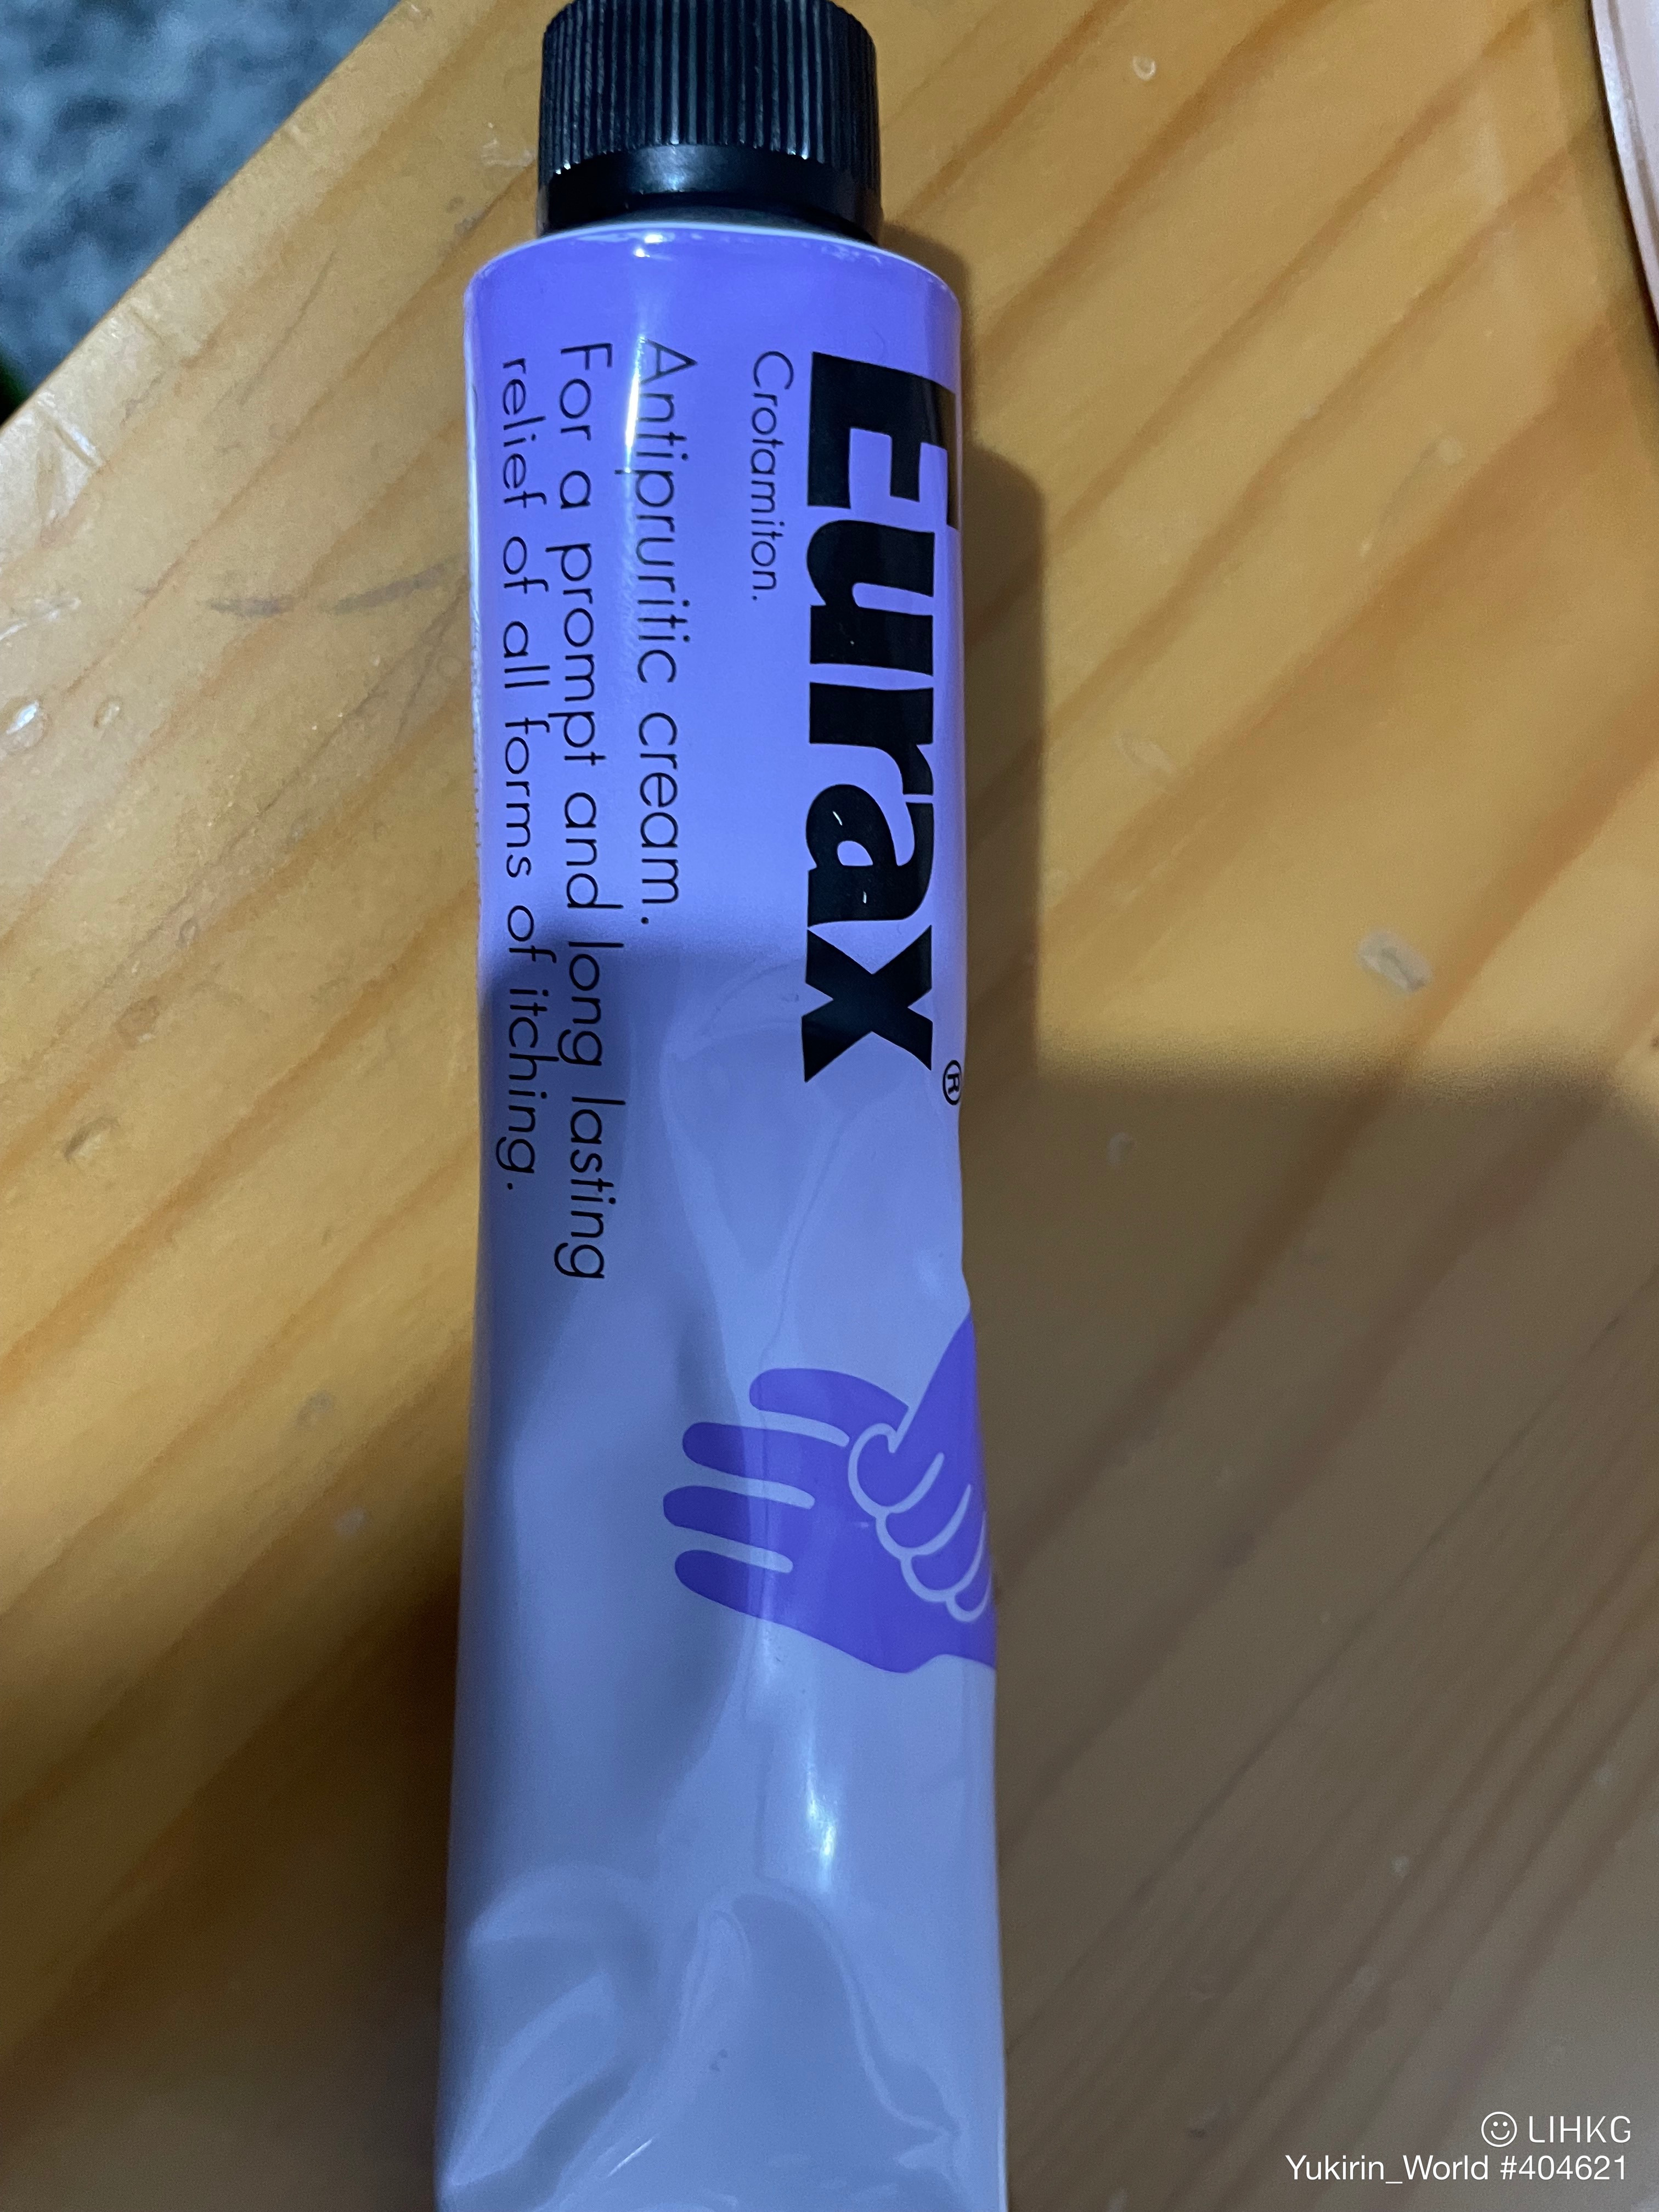 Eurax®
Crotamiton.
Antipruritic cream.
For a prompt and long lasting
relief of all forms of itching.
LIHKG
Yukirin_World #404621